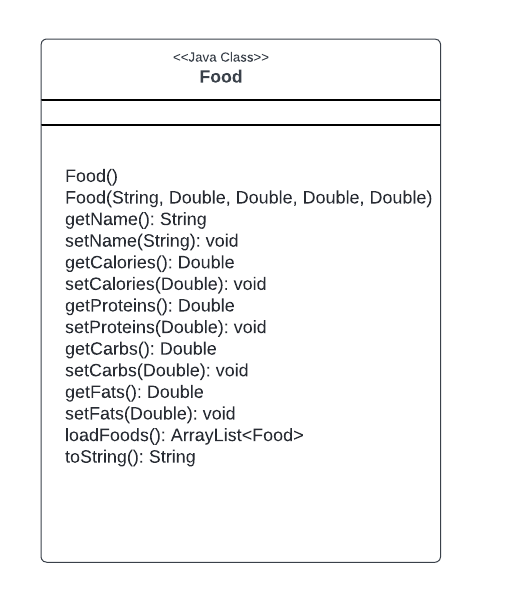 <<Java Class>>
Food
Food()
Food(String, Double, Double, Double, Double)
getName(): String
setName(String): void
getCalories(): Double
setCalories(Double): void
getProteins(): Double
setProteins(Double): void
getCarbs(): Double
setCarbs(Double): void
getFats(): Double
setFats(Double): void
loadFoods(): ArrayList<Food>
toString(): String